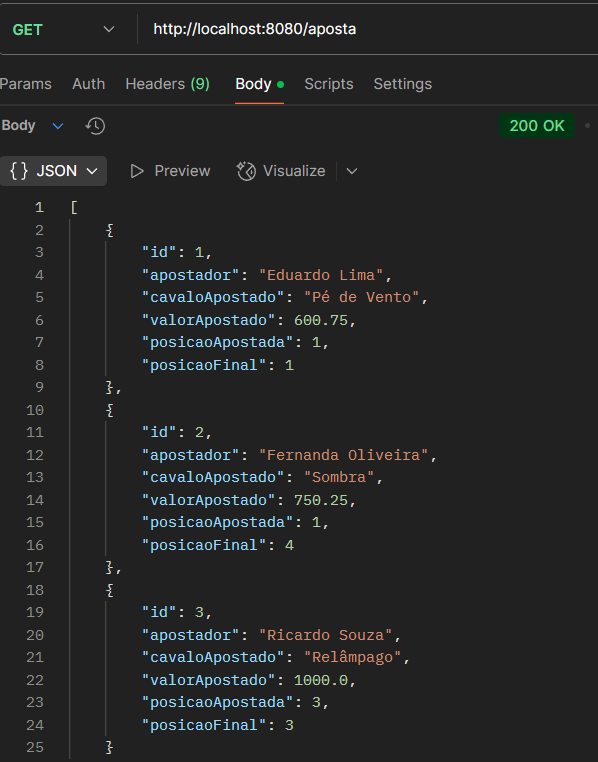 GET http://localhost:8080/aposta
Params Auth Headers (9) Body Scripts Settings
Body 200 OK
{ } JSON Preview Visualize
1 [
2 {
3 "id": 1,
4 "apostador": "Eduardo Lima",
5 "cavaloApostado": "Pé de Vento",
6 "valorApostado": 600.75,
7 "posicaoApostada": 1,
8 "posicaoFinal": 1
9 },
10 {
11 "id": 2,
12 "apostador": "Fernanda Oliveira",
13 "cavaloApostado": "Sombra",
14 "valorApostado": 750.25,
15 "posicaoApostada": 1,
16 "posicaoFinal": 4
17 },
18 {
19 "id": 3,
20 "apostador": "Ricardo Souza",
21 "cavaloApostado": "Relâmpago",
22 "valorApostado": 1000.0,
23 "posicaoApostada": 3,
24 "posicaoFinal": 3
25 }